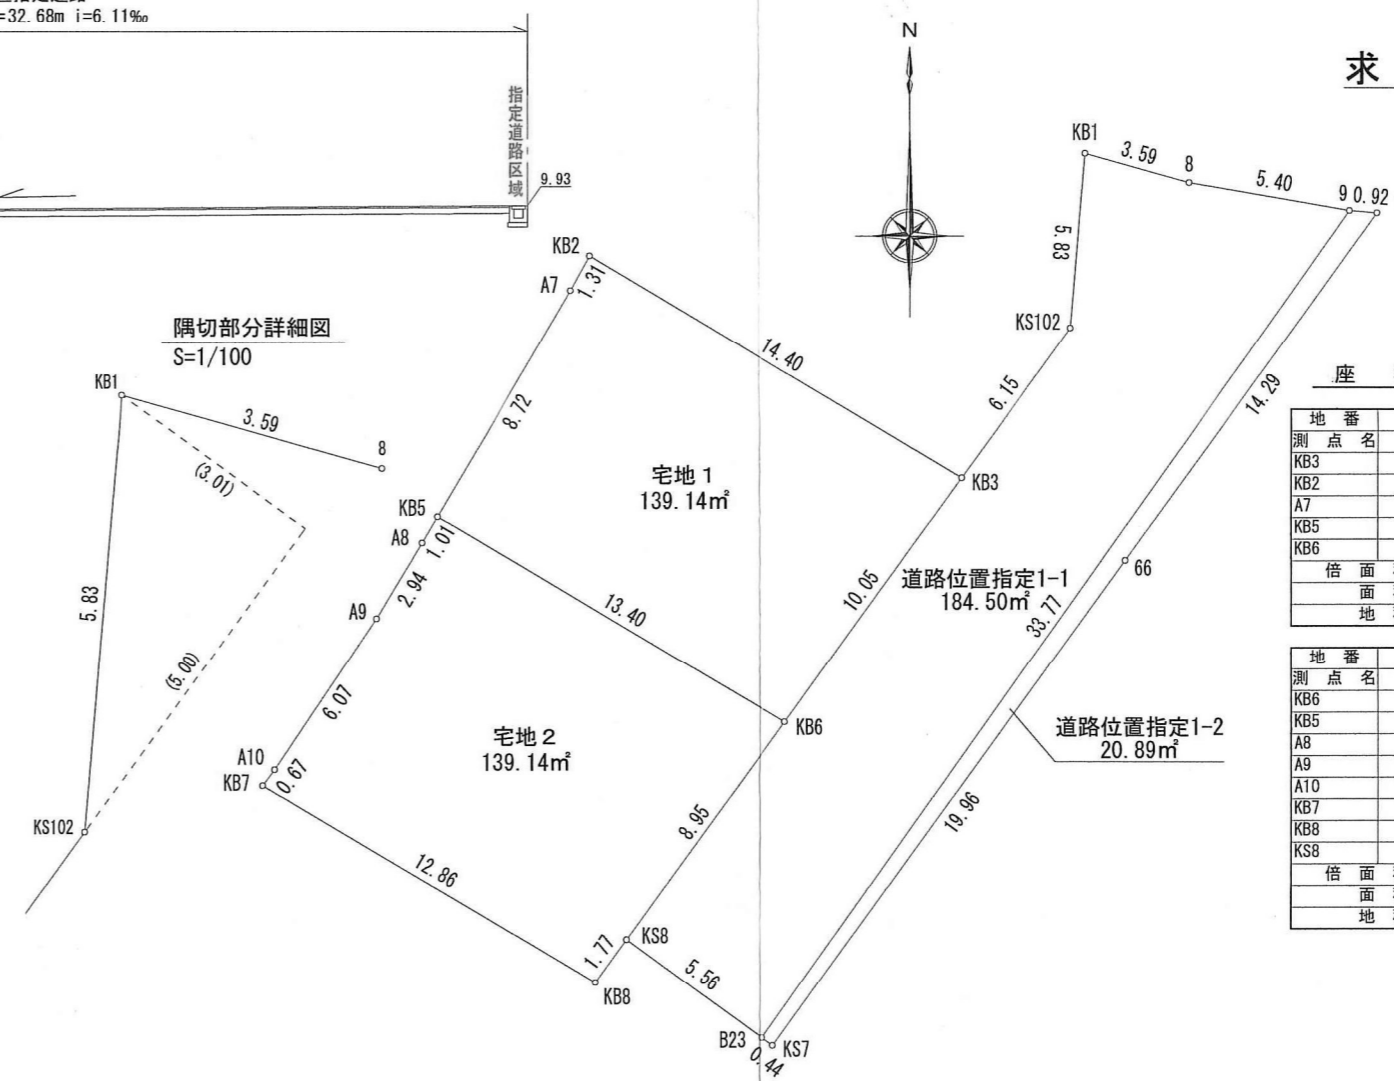 =32.68m i=6.11‰
指定道路区域
9.93
N
求
隅切部分詳細図
S=1/100
KB1
3.59
8
(3.01)
5.83
(5.00)
KS102
KB2
A7
1.31
14.40
8.72
宅地1
139.14㎡
KB5
A8
1.01
2.94
A9
13.40
6.07
宅地2
139.14㎡
A10
KB7
0.67
12.86
8.95
1.77
KS8
KB8
5.56
B23
0.44
KS7
KB1
3.59
8
5.40
9
0.92
5.83
KS102
6.15
14.29
KB3
10.05
道路位置指定1-1
184.50㎡
33.77
66
KB6
道路位置指定1-2
20.89㎡
19.96
座
地番
測点名
KB3
KB2
A7
KB5
KB6
倍面
面
地
地番
測点名
KB6
KB5
A8
A9
A10
KB7
KB8
KS8
倍面
面
地